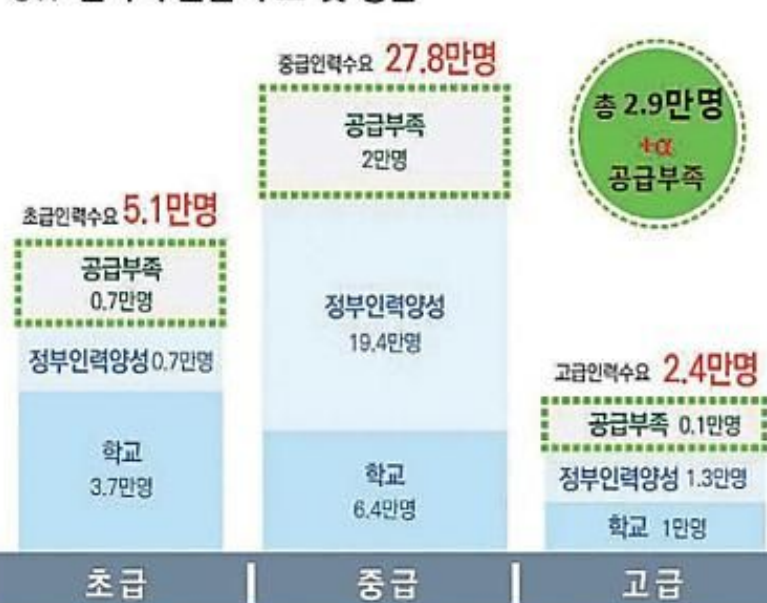 중급인력수요 27.8만명
공급부족
2만명
정부인력양성
19.4만명
학교
6.4만명
총 2.9만명
+α
공급부족
초급인력수요 5.1만명
공급부족
0.7만명
정부인력양성 0.7만명
학교
3.7만명
고급인력수요 2.4만명
공급부족 0.1만명
정부인력양성 1.3만명
학교 1만명
초급
중급
고급